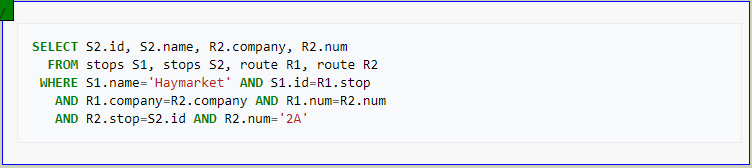 SELECT S2.id, S2.name, R2.company, R2.num
FROM stops S1, stops S2, route R1, route R2
WHERE S1.name='Haymarket' AND S1.id=R1.stop
AND R1.company=R2.company AND R1.num=R2.num
AND R2.stop=S2.id AND R2.num='2A'